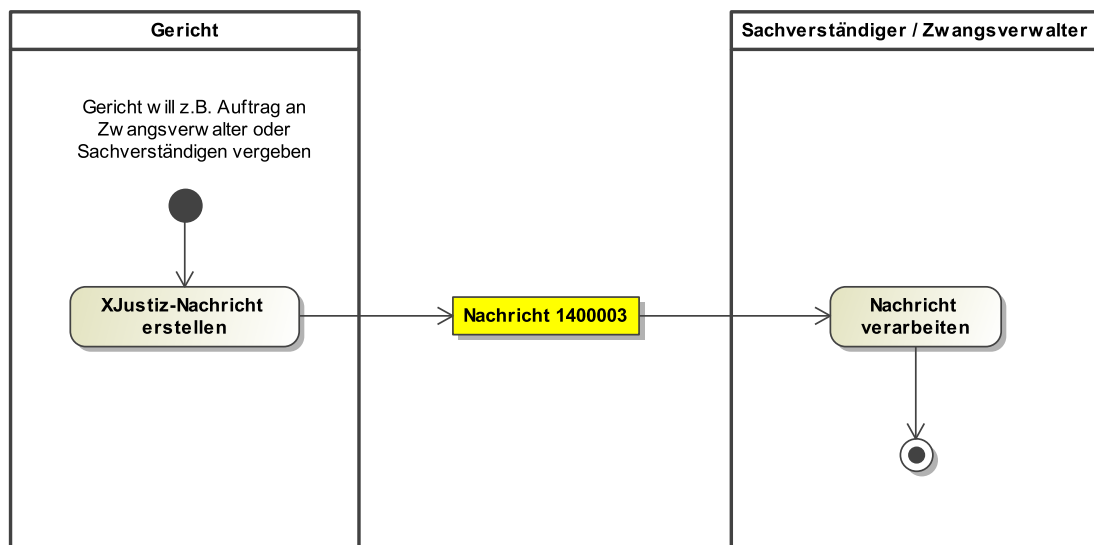 Gericht
Sachverständiger / Zwangsverwalter
Gericht will z.B. Auftrag an
Zwangsverwalter oder
Sachverständigen vergeben
XJustiz-Nachricht
erstellen
Nachricht 1400003
Nachricht
verarbeiten